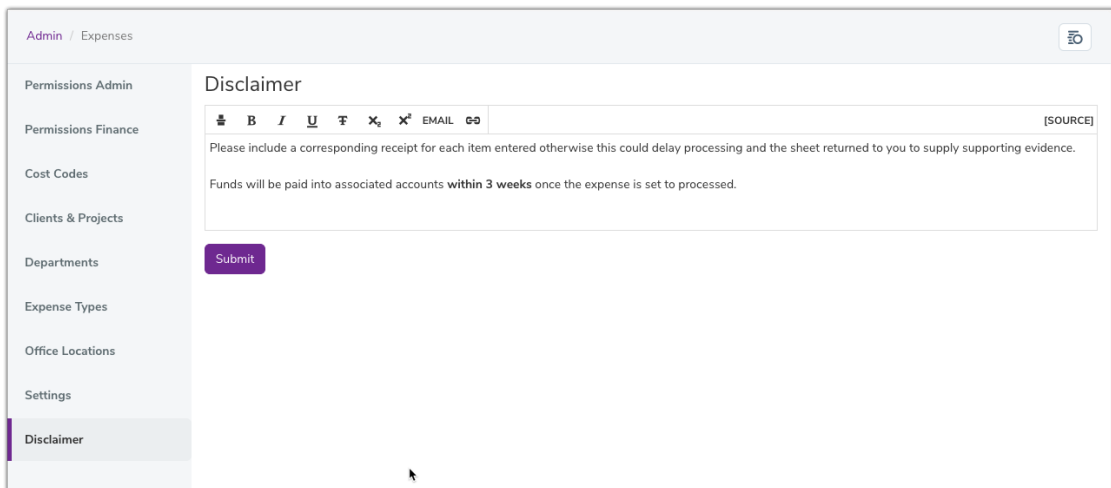 Admin / Expenses
Permissions Admin
Permissions Finance
Cost Codes
Clients & Projects
Departments
Expense Types
Office Locations
Settings
Disclaimer
Disclaimer
B I U T X₂ X² EMAIL [SOURCE]
Please include a corresponding receipt for each item entered otherwise this could delay processing and the sheet returned to you to supply supporting evidence.
Funds will be paid into associated accounts within 3 weeks once the expense is set to processed.
Submit